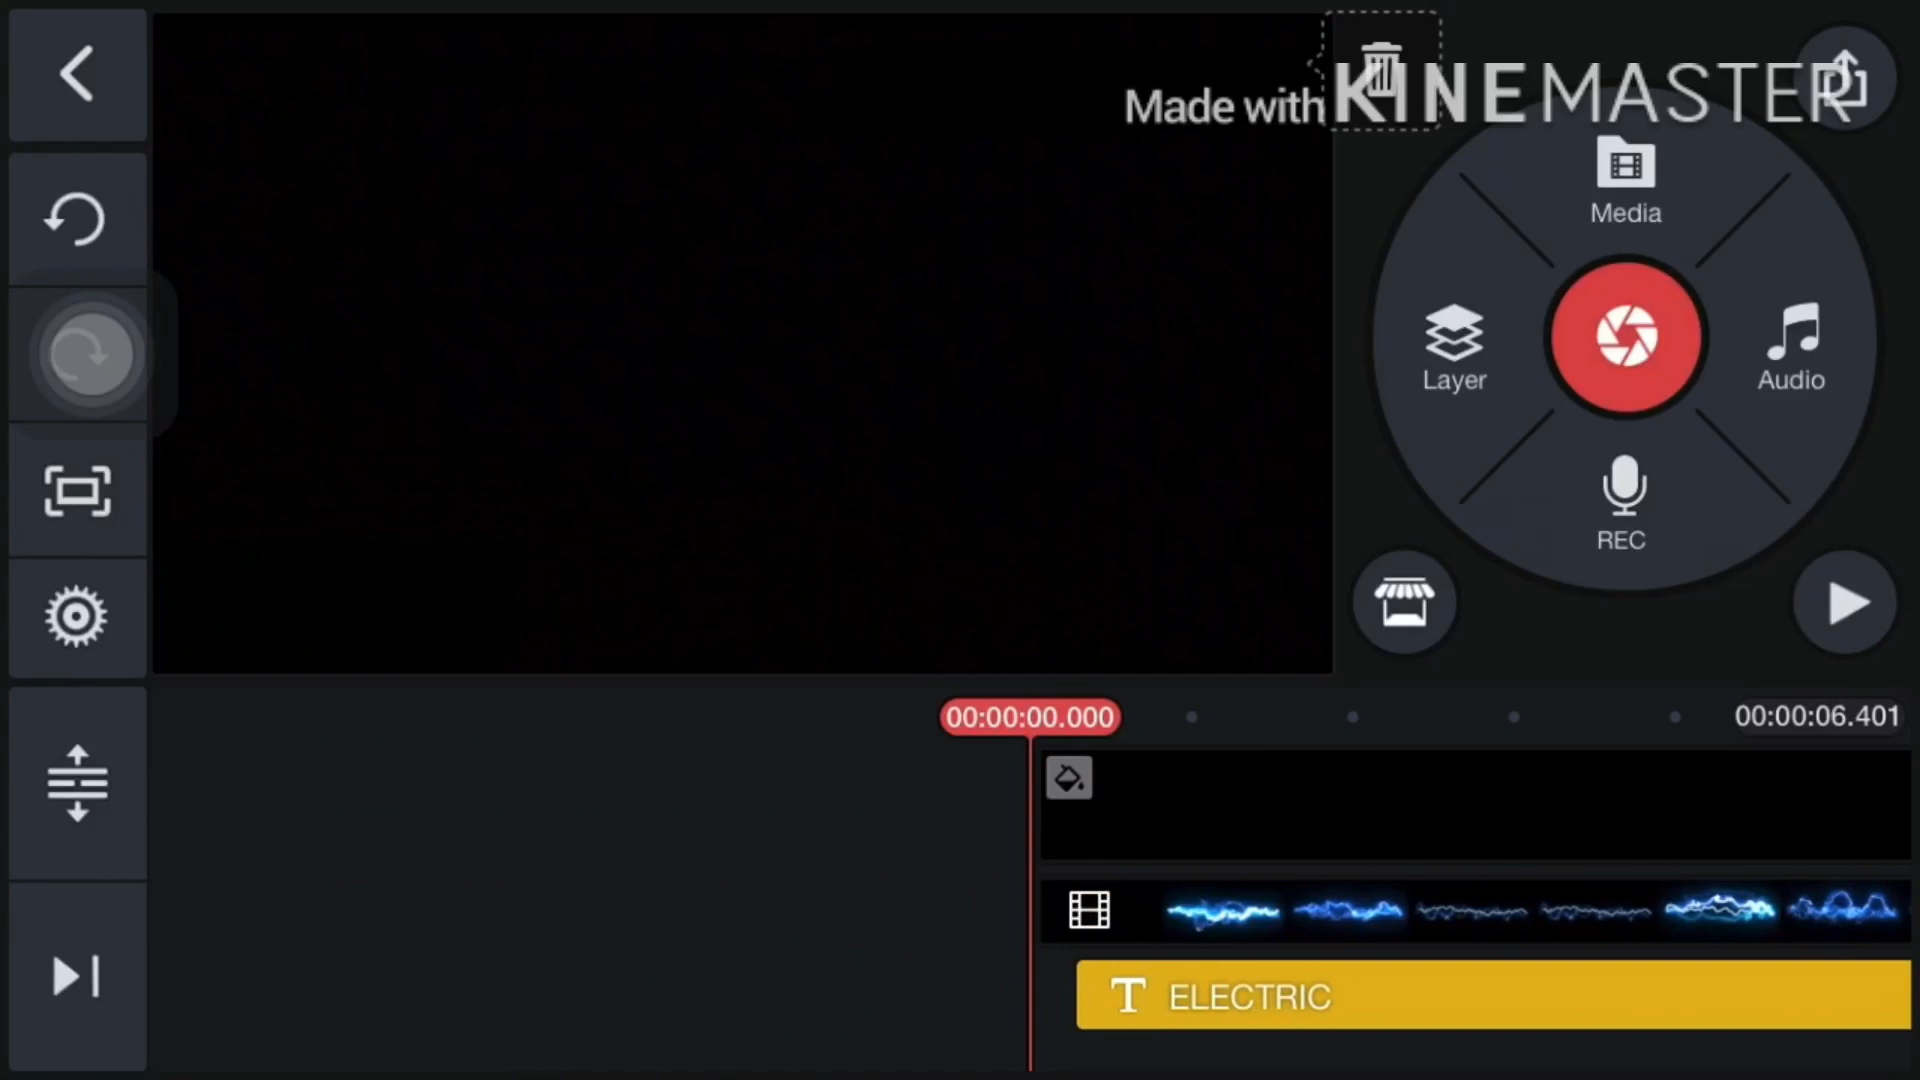 Made with KINEMASTER
Media
Layer
Audio
REC
00:00:00.000
00:00:06.401
T ELECTRIC